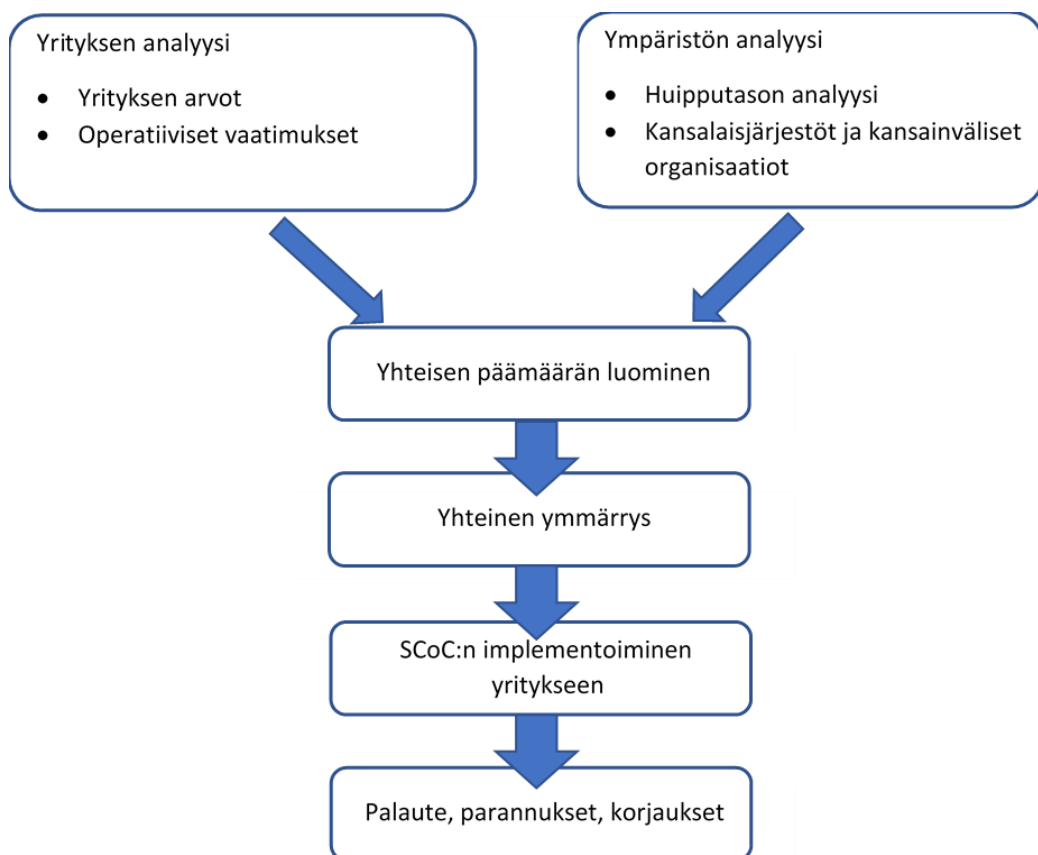 Yrityksen analyysi
• Yrityksen arvot
• Operatiiviset vaatimukset
Ympäristön analyysi
• Huipputason analyysi
• Kansalaisjärjestöt ja kansainväliset
organisaatiot
Yhteisen päämäärän luominen
Yhteinen ymmärrys
SCoC:n implementoiminen
yritykseen
Palaute, parannukset, korjaukset